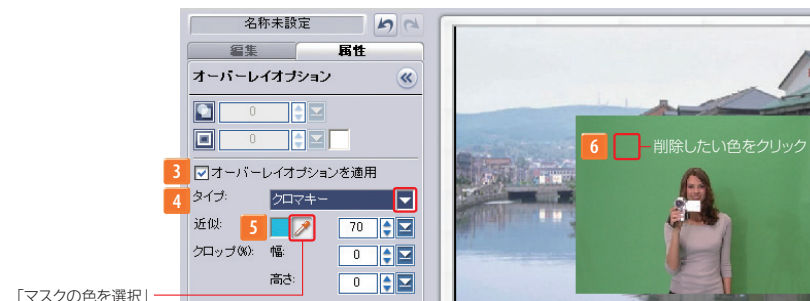 名称未設定
編集
属性
オーバーレイオプション
0
0
3
オーバーレイオプションを適用
4
タイプ:
クロマキー
近似:
5
70
クロップ(%):
幅:
0
高さ:
0
「マスクの色を選択」
6
削除したい色をクリック